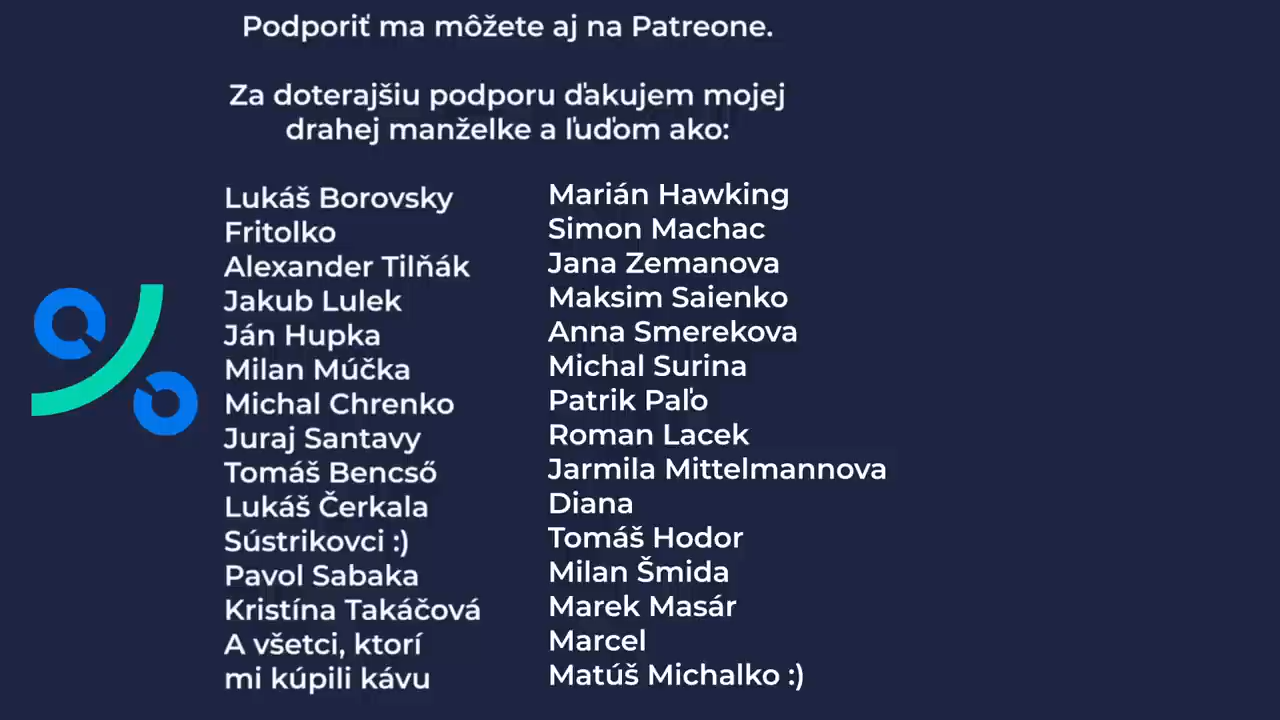 Podporiť ma môžete aj na Patreone.
Za doterajšiu podporu ďakujem mojej
drahej manželke a ľuďom ako:
Lukáš Borovsky
Fritolko
Alexander Tilňák
Jakub Lulek
Ján Hupka
Milan Múčka
Michal Chrenko
Juraj Santavy
Tomáš Bencső
Lukáš Čerkala
Sústrikovci :)
Pavol Sabaka
Kristína Takáčová
A všetci, ktorí
mi kúpili kávu
Marián Hawking
Simon Machac
Jana Zemanova
Maksim Saienko
Anna Smerekova
Michal Surina
Patrik Paľo
Roman Lacek
Jarmila Mittelmannova
Diana
Tomáš Hodor
Milan Šmida
Marek Masár
Marcel
Matúš Michalko :)